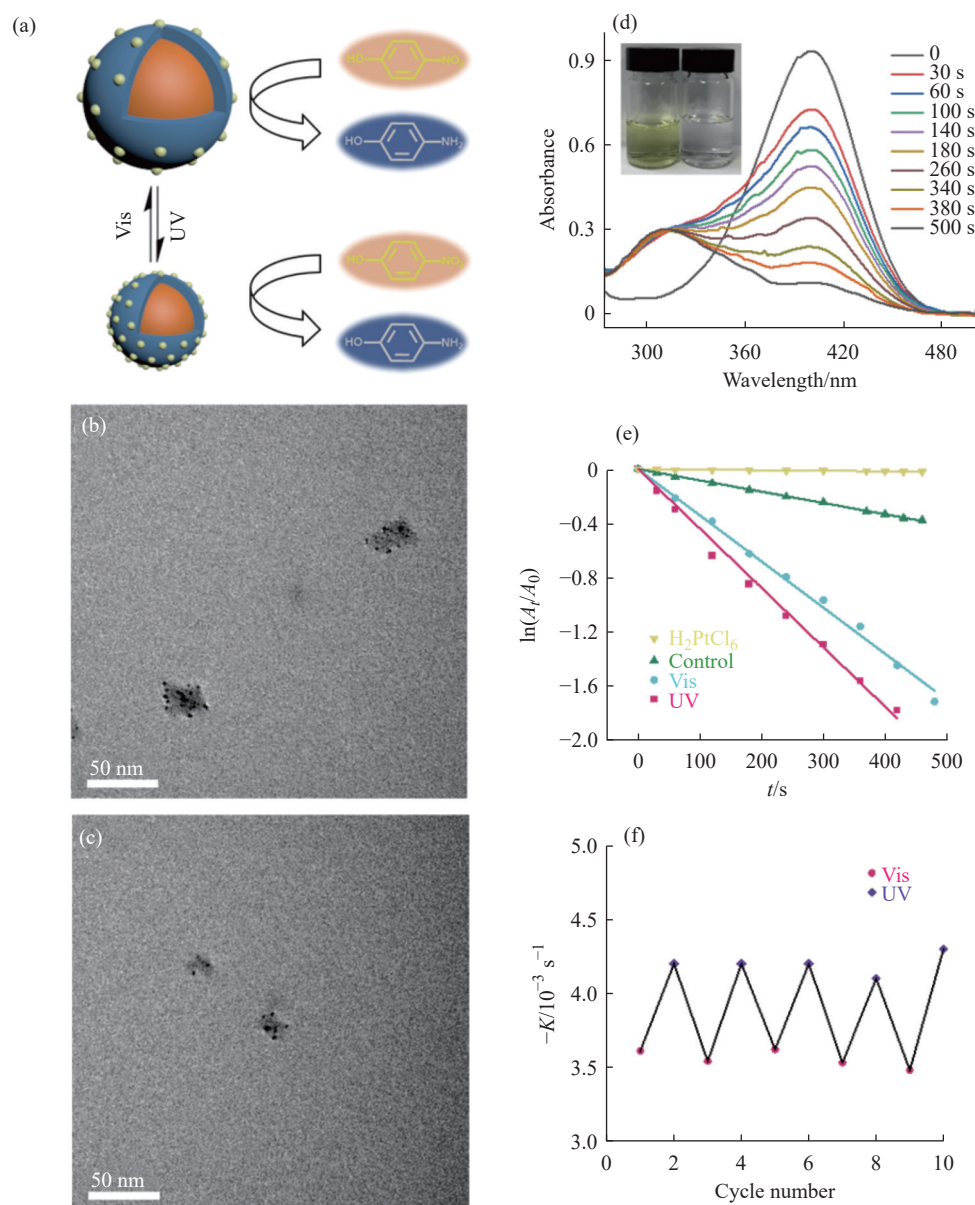 (a)
HO
NO₂
HO
NH₂
Vis
UV
HO
NO₂
HO
NH₂
(b)
50 nm
(c)
50 nm
(d)
0.9
0.6
0.3
0
Absorbance
300
360
420
480
Wavelength/nm
0
30 s
60 s
100 s
140 s
180 s
260 s
340 s
380 s
500 s
(e)
0
−0.4
−0.8
−1.2
−1.6
−2.0
ln(Aₜ/A₀)
H₂PtCl₆
Control
Vis
UV
0
100
200
300
400
500
t/s
(f)
5.0
4.5
4.0
3.5
3.0
−K/10⁻³ s⁻¹
Vis
UV
0
2
4
6
8
10
Cycle number